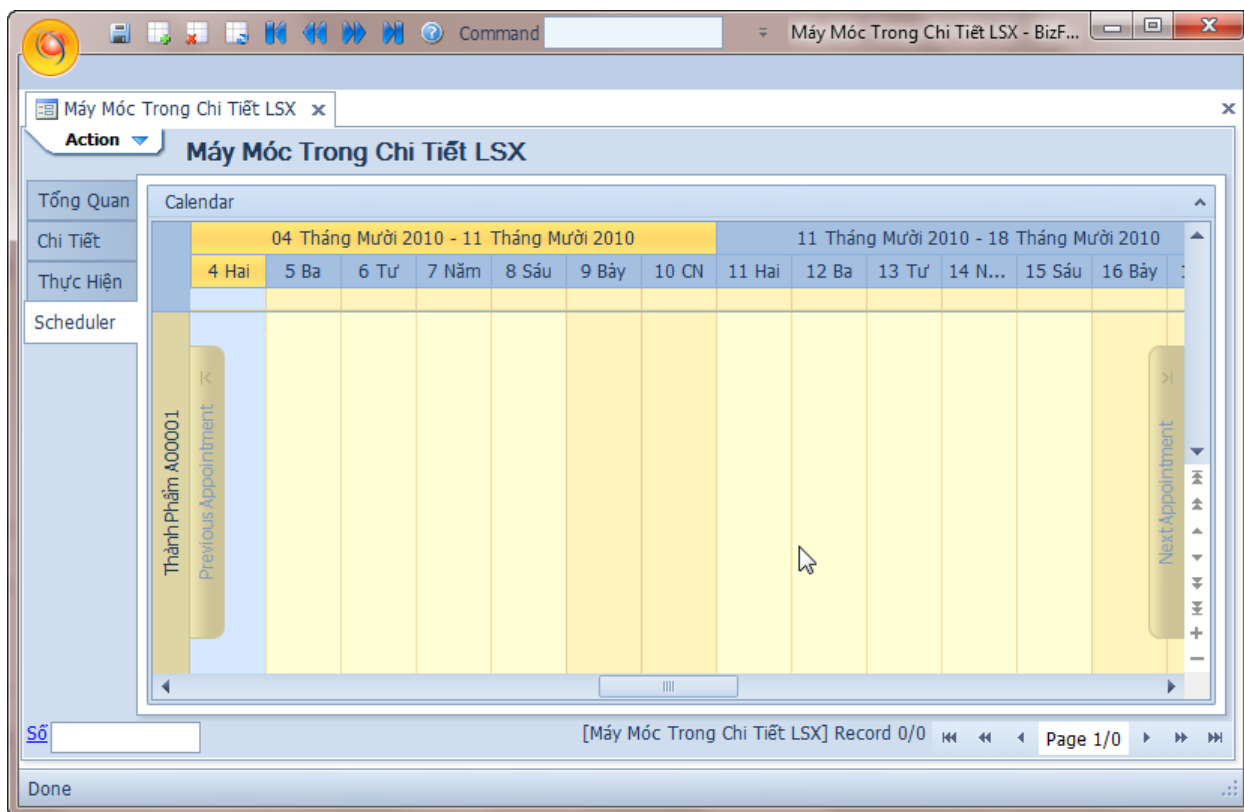 Command
Máy Móc Trong Chi Tiết LSX - BizF...
Máy Móc Trong Chi Tiết LSX
Action
Máy Móc Trong Chi Tiết LSX
Tổng Quan
Chi Tiết
Thực Hiện
Scheduler
Calendar
04 Tháng Mười 2010 - 11 Tháng Mười 2010
11 Tháng Mười 2010 - 18 Tháng Mười 2010
4 Hai 5 Ba 6 Tư 7 Năm 8 Sáu 9 Bảy 10 CN 11 Hai 12 Ba 13 Tư 14 N... 15 Sáu 16 Bảy
Thành Phẩm A00001
Previous Appointment
Next Appointment
Số
[Máy Móc Trong Chi Tiết LSX] Record 0/0
Page 1/0
Done